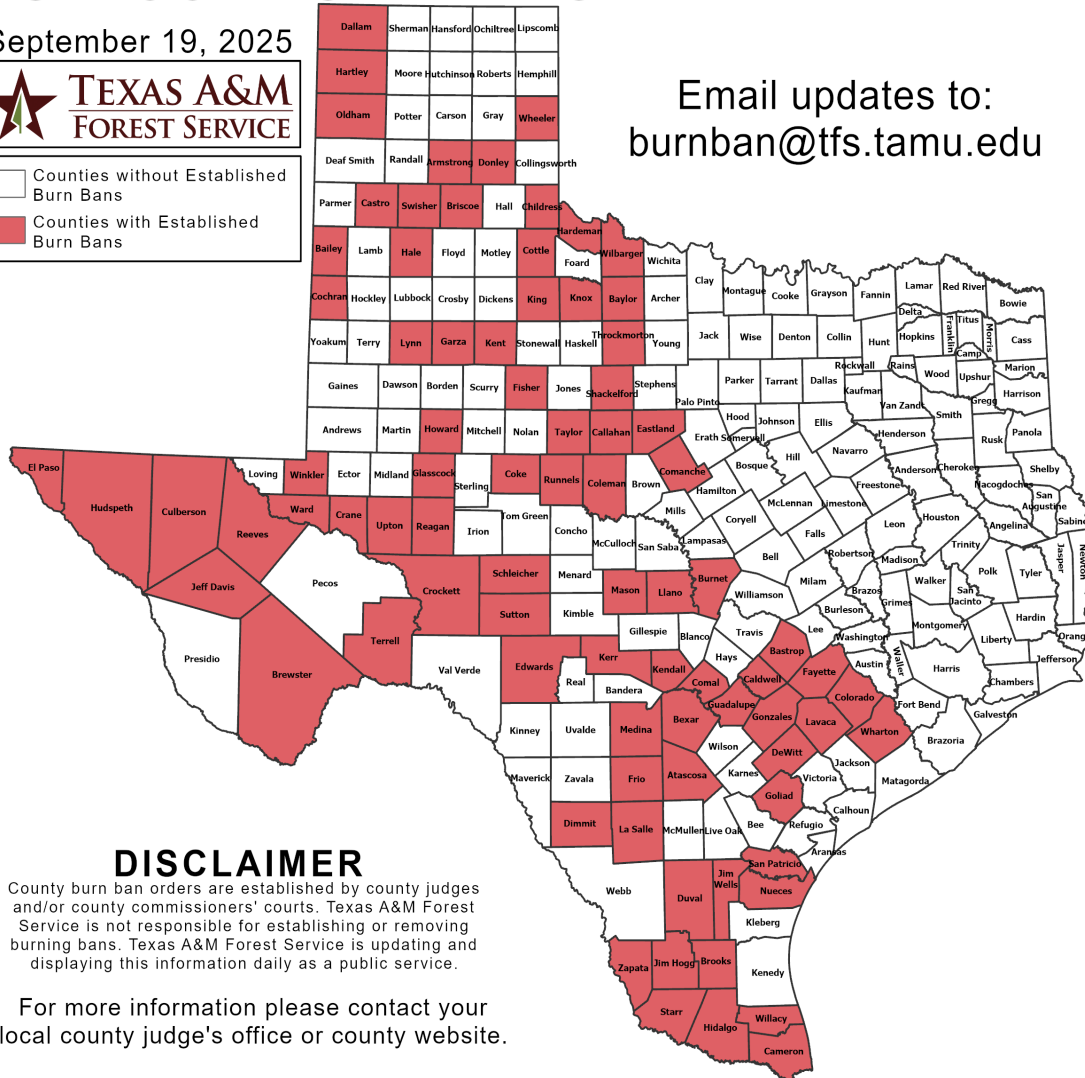 September 19, 2025
TEXAS A&M
FOREST SERVICE
Counties without Established
Burn Bans
Counties with Established
Burn Bans
Email updates to:
burnban@tfs.tamu.edu
Dallam Sherman Hansford Ochiltree Lipscomb
Hartley Moore Hutchinson Roberts Hemphill
Oldham Potter Carson Gray Wheeler
Deaf Smith Randall Armstrong Donley Collingsworth
Parmer Castro Swisher Briscoe Hall Childress
Hardeman
Bailey Lamb Hale Floyd Motley Cottle Foard Wilbarger Wichita
Clay Montague Cooke Grayson Fannin Lamar Red River Bowie
Cochran Hockley Lubbock Crosby Dickens King Knox Baylor Archer
Delta Franklin Titus Morris Cass
Yoakum Terry Lynn Garza Kent Stonewall Haskell Throckmorton Young Jack Wise Denton Collin Hunt Hopkins
Camp Marion
Gaines Dawson Borden Scurry Fisher Jones Shackelford Stephens Palo Pinto Parker Tarrant Dallas Rockwall Kaufman Rains Wood Upshur Harrison
Van Zandt Gregg
Andrews Martin Howard Mitchell Nolan Taylor Callahan Eastland Erath Hood Somervell Johnson Ellis Henderson Smith Rusk Panola
El Paso Loving Winkler Ector Midland Glasscock Sterling Coke Runnels Coleman Brown Comanche Hamilton Bosque Hill Navarro Anderson Cherokee Nacogdoches Shelby
Freestone
San
Augustine
Sabin
Hudspeth Culberson Reeves Ward Crane Upton Reagan Irion Tom Green Concho McCulloch San Saba Mills Lampasas Coryell McLennan Limestone Falls Leon Houston Angelina
Trinity
Jeff Davis Pecos Crockett Schleicher Menard Mason Llano Burnet Bell Milam Robertson Madison Walker Polk Tyler Jasper Newton
Sutton Kimble Williamson Brazos Grimes San
Jacinto
Hardin
Burleson Montgomery Liberty Orang
Presidio Brewster Terrell Val Verde Edwards Real Kerr Gillespie Blanco Travis Lee Washington Waller Harris Jefferson
Kendall Hays Bastrop Austin Chambers
Bandera Comal Caldwell Fayette
Guadalupe Colorado Fort Bend Galveston
Kinney Uvalde Medina Bexar Gonzales Lavaca Wharton Brazoria
Wilson DeWitt
Maverick Zavala Frio Atascosa Karnes Victoria Jackson Matagorda
Goliad Calhoun
Dimmit La Salle McMullen Live Oak Bee Refugio
Aransas
San Patricio
Webb Duval Jim
Wells
Nueces
Kleberg
Zapata Jim Hogg Brooks Kenedy
Starr Hidalgo Willacy
Cameron
DISCLAIMER
County burn ban orders are established by county judges
and/or county commissioners' courts. Texas A&M Forest
Service is not responsible for establishing or removing
burning bans. Texas A&M Forest Service is updating and
displaying this information daily as a public service.
For more information please contact your
local county judge's office or county website.